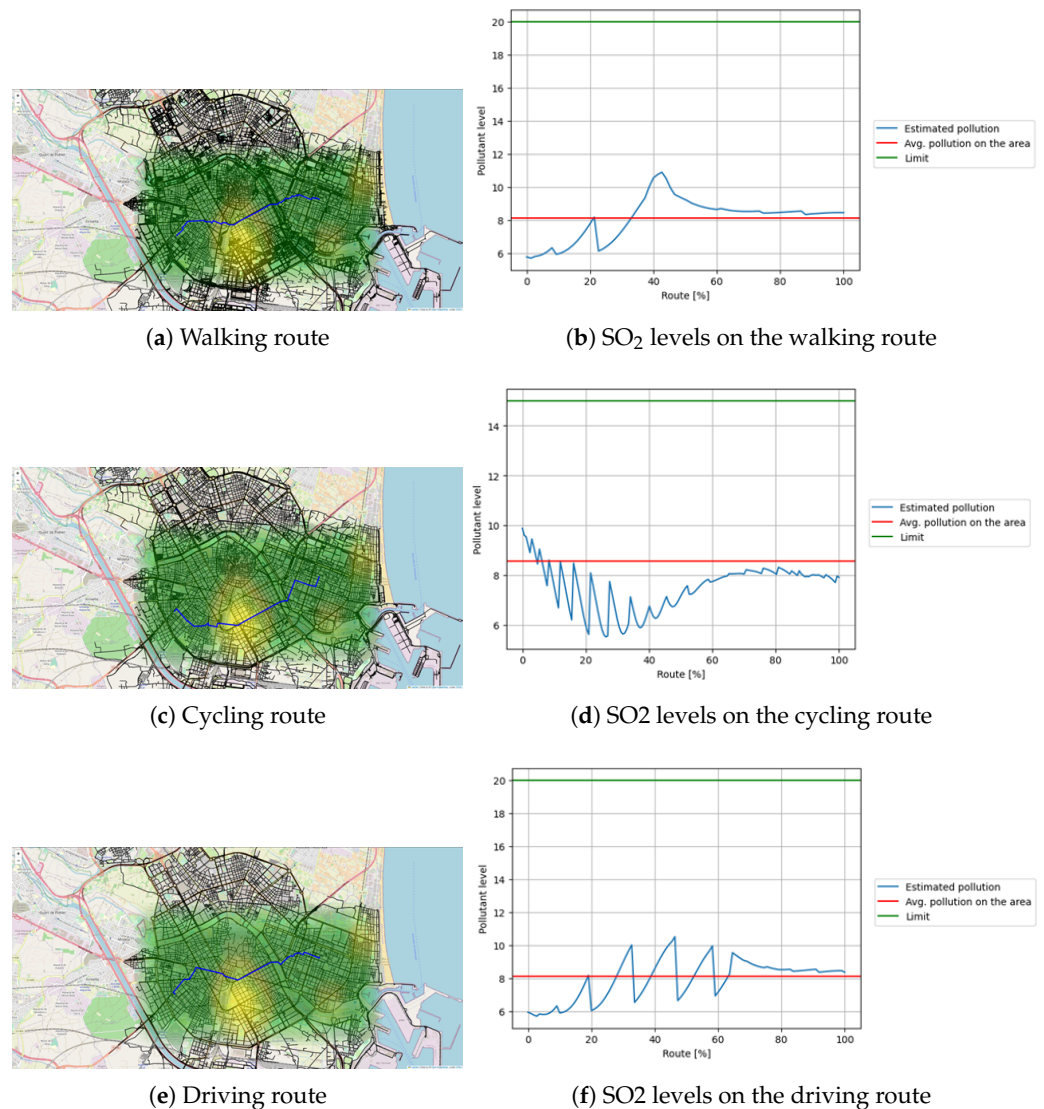 20
18
16
14
12
10
8
6
Pollutant level
0 20 40 60 80 100
Route [%]
Estimated pollution
Avg. pollution on the area
Limit
(a) Walking route
(b) SO₂ levels on the walking route
14
12
10
8
6
Pollutant level
0 20 40 60 80 100
Route [%]
Estimated pollution
Avg. pollution on the area
Limit
(c) Cycling route
(d) SO2 levels on the cycling route
20
18
16
14
12
10
8
6
Pollutant level
0 20 40 60 80 100
Route [%]
Estimated pollution
Avg. pollution on the area
Limit
(e) Driving route
(f) SO2 levels on the driving route